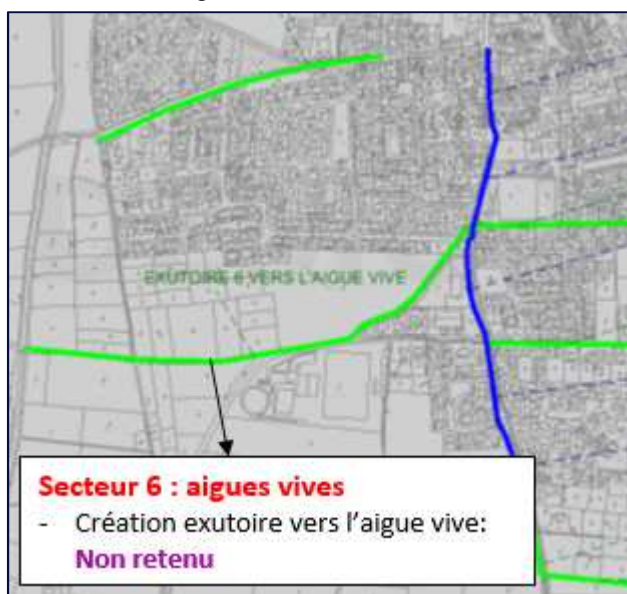 EXUTOIRE 6 VERS L'AIGUE VIVE
Secteur 6 : aigues vives
- Création exutoire vers l'aigue vive:
Non retenu